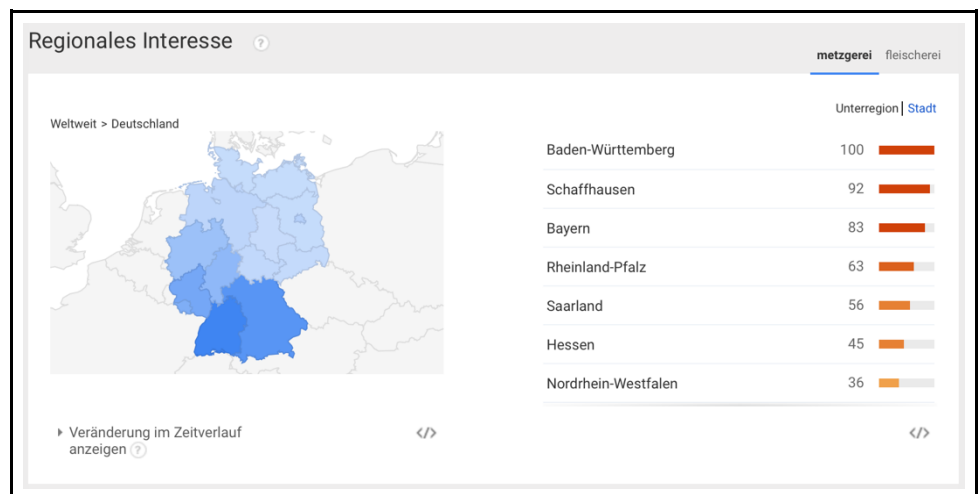 Regionales Interesse ?
metzgerei fleischerei
Unterregion | Stadt
Weltweit > Deutschland
Baden-Württemberg 100
Schaffhausen 92
Bayern 83
Rheinland-Pfalz 63
Saarland 56
Hessen 45
Nordrhein-Westfalen 36
Veränderung im Zeitverlauf
anzeigen ?
</> </>